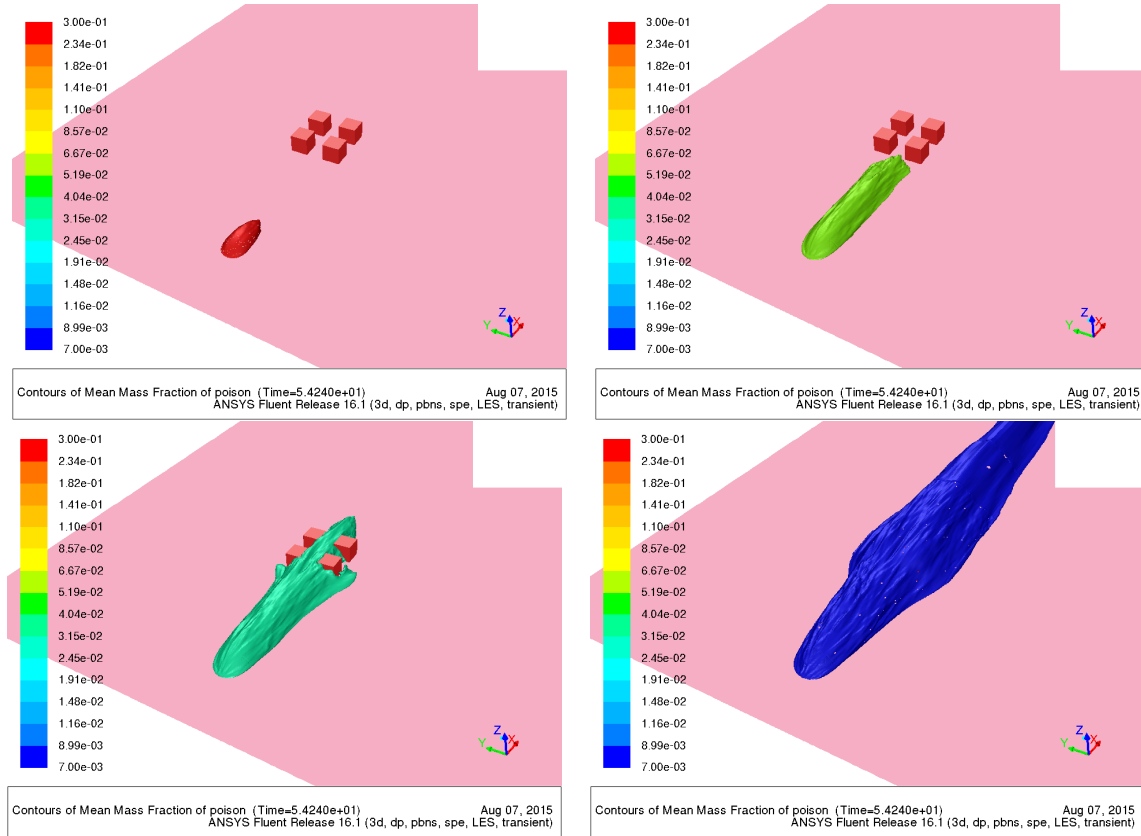 3.00e-01
2.34e-01
1.82e-01
1.41e-01
1.10e-01
8.57e-02
6.67e-02
5.19e-02
4.04e-02
3.15e-02
2.45e-02
1.91e-02
1.48e-02
1.16e-02
8.99e-03
7.00e-03
Z
Y
X
Contours of Mean Mass Fraction of poison (Time=5.4240e+01) Aug 07, 2015
ANSYS Fluent Release 16.1 (3d, dp, pbns, spe, LES, transient)
3.00e-01
2.34e-01
1.82e-01
1.41e-01
1.10e-01
8.57e-02
6.67e-02
5.19e-02
4.04e-02
3.15e-02
2.45e-02
1.91e-02
1.48e-02
1.16e-02
8.99e-03
7.00e-03
Z
Y
X
Contours of Mean Mass Fraction of poison (Time=5.4240e+01) Aug 07, 2015
ANSYS Fluent Release 16.1 (3d, dp, pbns, spe, LES, transient)
3.00e-01
2.34e-01
1.82e-01
1.41e-01
1.10e-01
8.57e-02
6.67e-02
5.19e-02
4.04e-02
3.15e-02
2.45e-02
1.91e-02
1.48e-02
1.16e-02
8.99e-03
7.00e-03
Z
Y
X
Contours of Mean Mass Fraction of poison (Time=5.4240e+01) Aug 07, 2015
ANSYS Fluent Release 16.1 (3d, dp, pbns, spe, LES, transient)
3.00e-01
2.34e-01
1.82e-01
1.41e-01
1.10e-01
8.57e-02
6.67e-02
5.19e-02
4.04e-02
3.15e-02
2.45e-02
1.91e-02
1.48e-02
1.16e-02
8.99e-03
7.00e-03
Z
Y
X
Contours of Mean Mass Fraction of poison (Time=5.4240e+01) Aug 07, 2015
ANSYS Fluent Release 16.1 (3d, dp, pbns, spe, LES, transient)